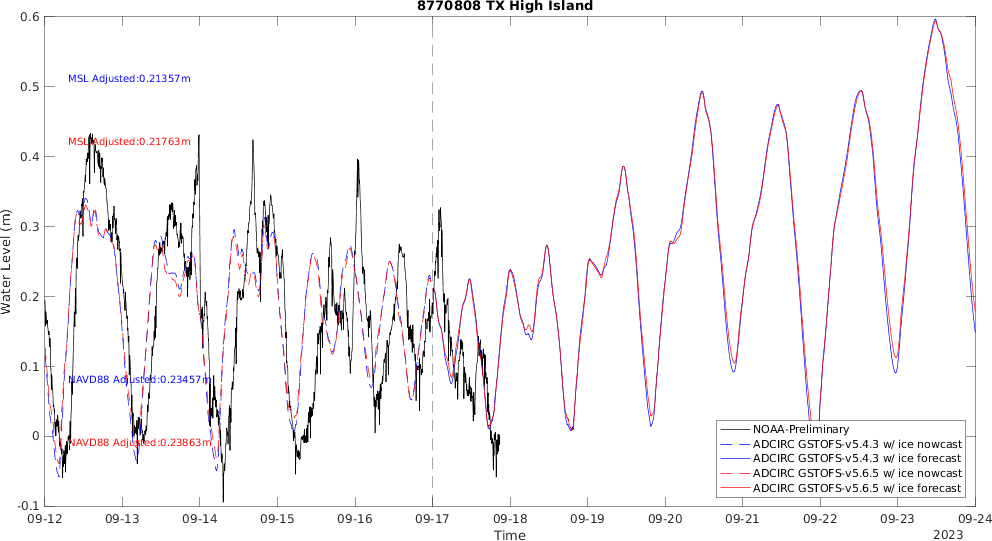 8770808 TX High Island
0.6
0.5
0.4
0.3
0.2
0.1
0
-0.1
Water Level (m)
MSL Adjusted:0.21357m
MSL Adjusted:0.21763m
NAVD88 Adjusted:0.23457m
NAVD88 Adjusted:0.23863m
NOAA-Preliminary
ADCIRC GSTOFS-v5.4.3 w/ ice nowcast
ADCIRC GSTOFS-v5.4.3 w/ ice forecast
ADCIRC GSTOFS-v5.6.5 w/ ice nowcast
ADCIRC GSTOFS-v5.6.5 w/ ice forecast
09-12 09-13 09-14 09-15 09-16 09-17 09-18 09-19 09-20 09-21 09-22 09-23 09-24
Time
2023